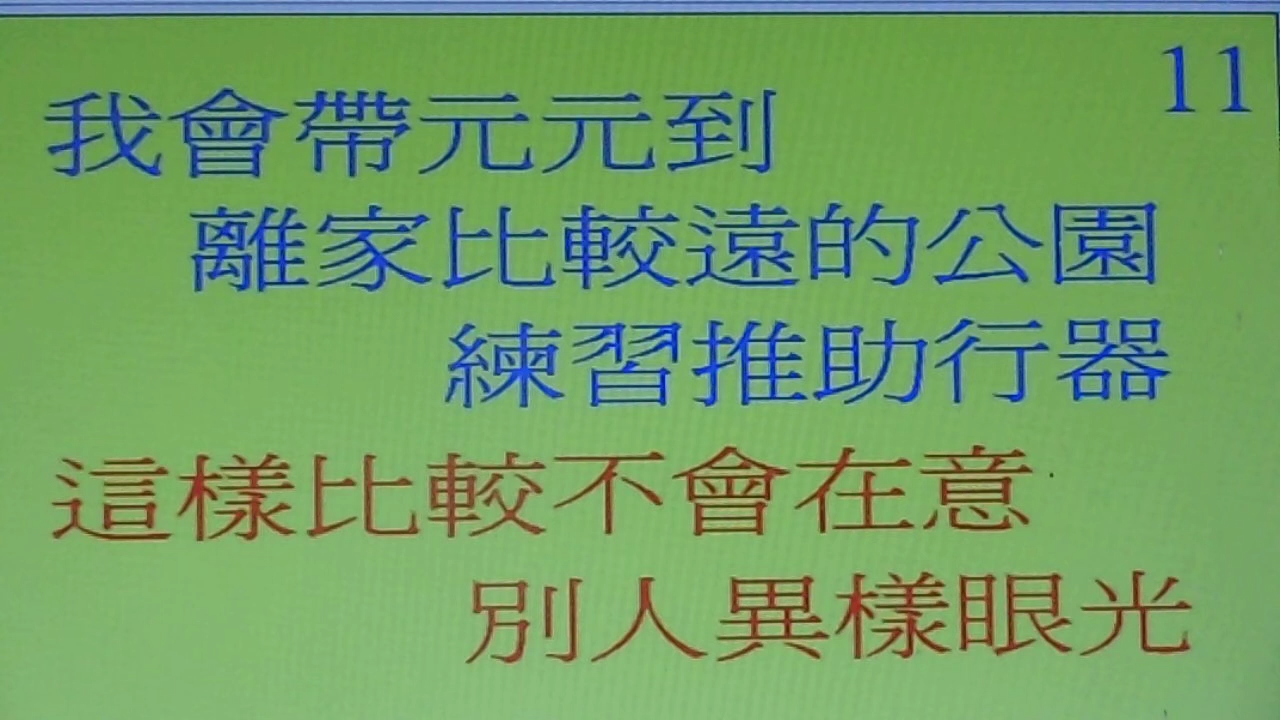 11
我會帶元元到
離家比較遠的公園
練習推助行器
這樣比較不會在意
別人異樣眼光